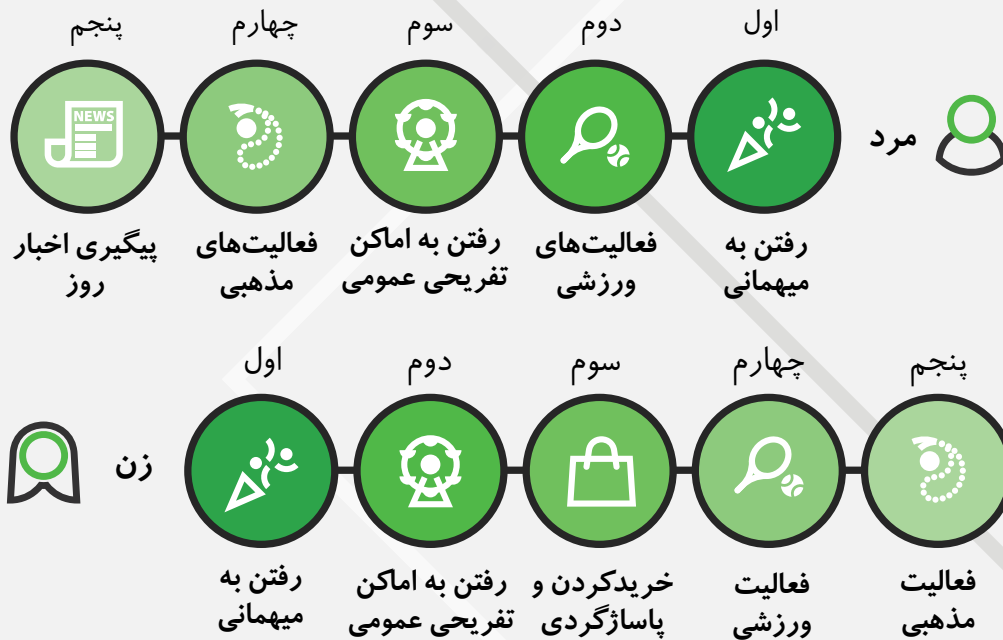 مرد
اول
دوم
سوم
چهارم
پنجم
NEWS
رفتن به
میهمانی
فعالیت‌های
ورزشی
رفتن به اماکن
تفریحی عمومی
فعالیت‌های
مذهبی
پیگیری اخبار
روز
زن
اول
دوم
سوم
چهارم
پنجم
رفتن به
میهمانی
رفتن به اماکن
تفریحی عمومی
خریدکردن و
پاساژگردی
فعالیت
ورزشی
فعالیت
مذهبی